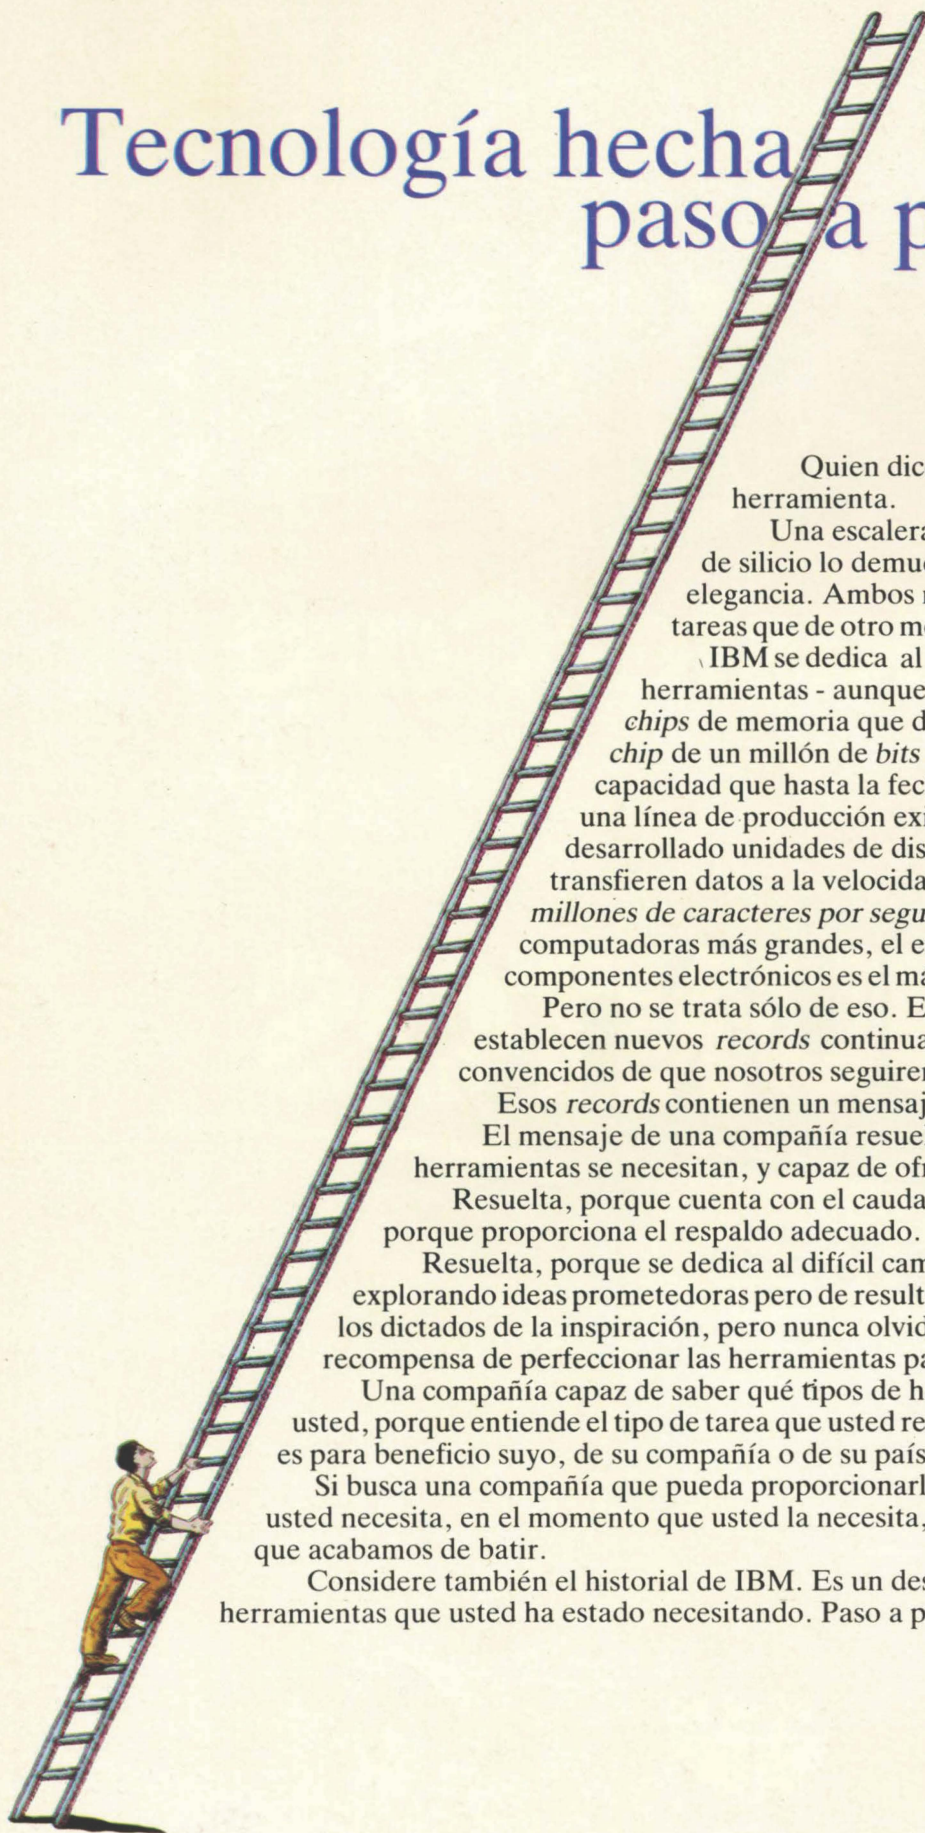 Tecnología hecha
paso a p
Quien dic
herramienta.
Una escalera
de silicio lo demue
elegancia. Ambos
tareas que de otro m
IBM se dedica al
herramientas - aunque
chips de memoria que d
chip de un millón de bits
capacidad que hasta la fec
una línea de producción exi
desarrollado unidades de dis
transfieren datos a la velocida
millones de caracteres por segu
computadoras más grandes, el e
componentes electrónicos es el má
Pero no se trata sólo de eso. E
establecen nuevos records continua
convencidos de que nosotros seguirem
Esos records contienen un mensaj
El mensaje de una compañía resuel
herramientas se necesitan, y capaz de ofr
Resuelta, porque cuenta con el cauda
porque proporciona el respaldo adecuado.
Resuelta, porque se dedica al difícil cam
explorando ideas prometedoras pero de result
los dictados de la inspiración, pero nunca olvid
recompensa de perfeccionar las herramientas pa
Una compañía capaz de saber qué tipos de h
usted, porque entiende el tipo de tarea que usted re
es para beneficio suyo, de su compañía o de su país
Si busca una compañía que pueda proporcionarl
usted necesita, en el momento que usted la necesita,
que acabamos de batir.
Considere también el historial de IBM. Es un des
herramientas que usted ha estado necesitando. Paso a p